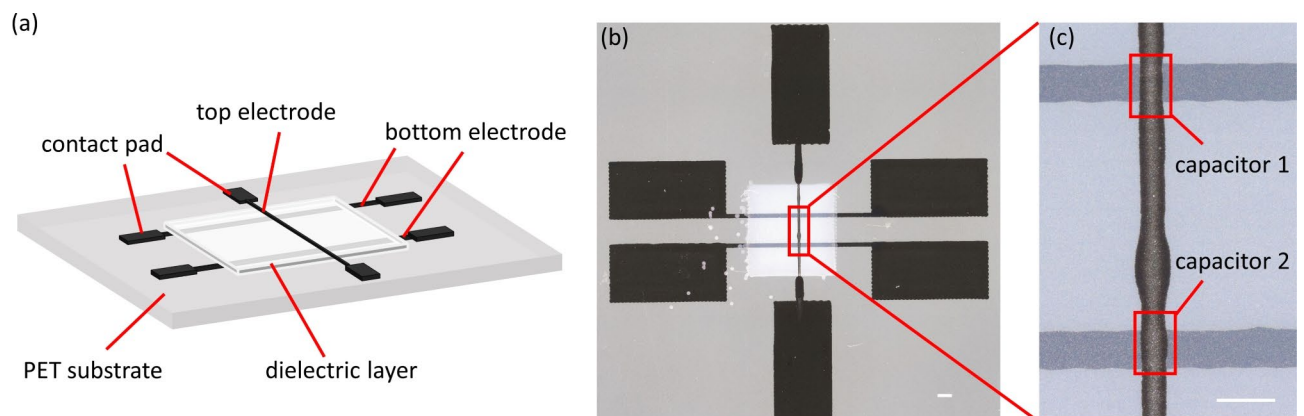 (a)
top electrode
contact pad
bottom electrode
PET substrate
dielectric layer
(b)
(c)
capacitor 1
capacitor 2